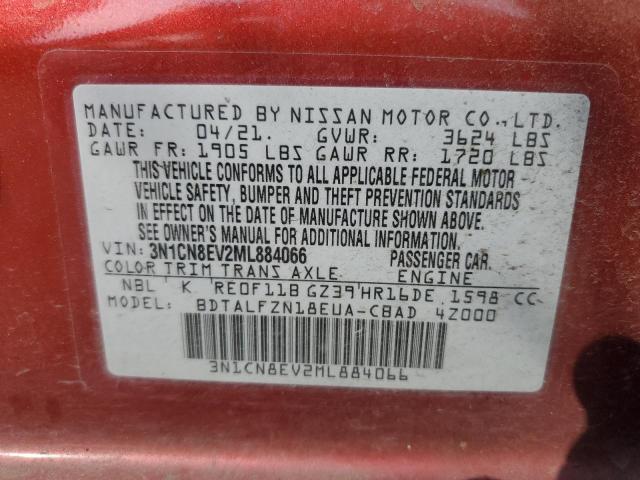 MANUFACTURED BY NISSAN MOTOR CO., LTD.
DATE: 04/21. GVWR: 3624 LBS
GAWR FR: 1905 LBS GAWR RR: 1720 LBS
THIS VEHICLE CONFORMS TO ALL APPLICABLE FEDERAL MOTOR
VEHICLE SAFETY, BUMPER AND THEFT PREVENTION STANDARDS
IN EFFECT ON THE DATE OF MANUFACTURE SHOWN ABOVE.
SEE OWNER'S MANUAL FOR ADDITIONAL INFORMATION.
VIN: 3N1CN8EV2ML884066 PASSENGER CAR.
COLOR TRIM TRANS AXLE ENGINE
NBL K RE0F11B GZ39 HR16DE 1598 CC
MODEL: BDTALFZN18EUA-CBAD 4Z000
3N1CN8EV2ML884066